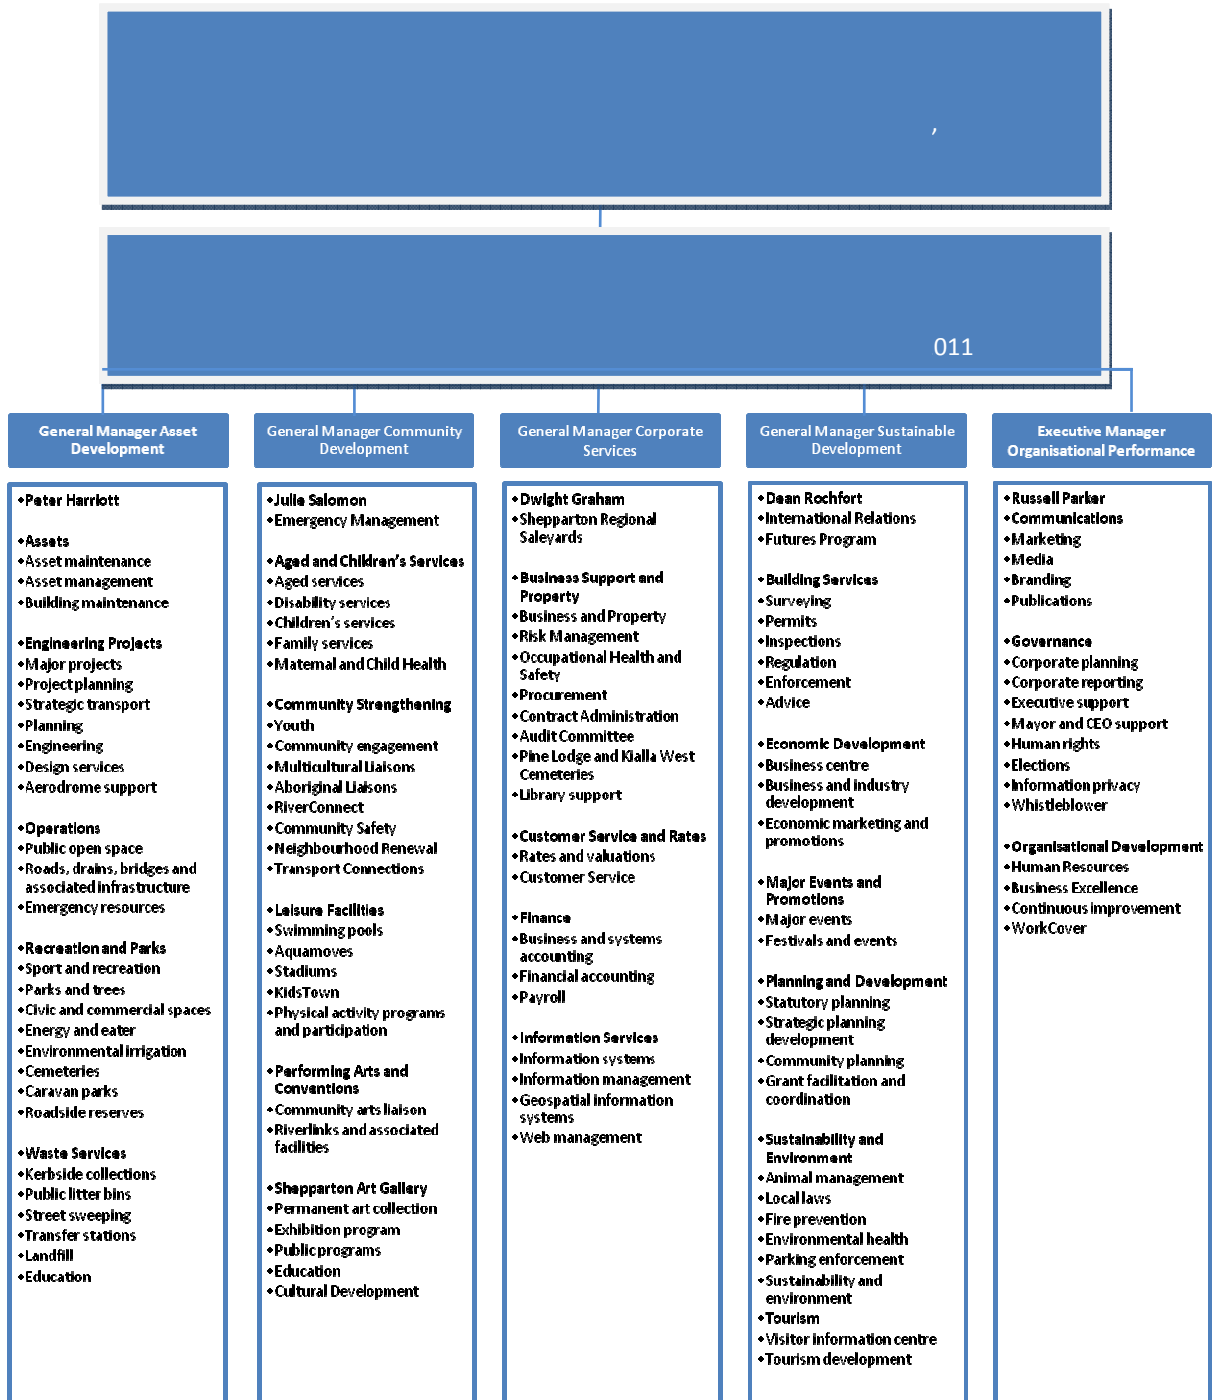 ,
011
General Manager Asset
Development
•Peter Harriott
•Assets
•Asset maintenance
•Asset management
•Building maintenance
•Engineering Projects
•Major projects
•Project planning
•Strategic transport
•Planning
•Engineering
•Design services
•Aerodrome support
•Operations
•Public open space
•Roads, drains, bridges and
associated infrastructure
•Emergency resources
•Recreation and Parks
•Sport and recreation
•Parks and trees
•Civic and commercial spaces
•Energy and eater
•Environmental irrigation
•Cemeteries
•Caravan parks
•Roadside reserves
•Waste Services
•Kerbside collections
•Public litter bins
•Street sweeping
•Transfer stations
•Landfill
•Education
General Manager Community
Development
•Julie Salomon
•Emergency Management
•Aged and Children's Services
•Aged services
•Disability services
•Children's services
•Family services
•Maternal and Child Health
•Community Strengthening
•Youth
•Community engagement
•Multicultural Liaisons
•Aboriginal Liaisons
•RiverConnect
•Community Safety
•Neighbourhood Renewal
•Transport Connections
•Leisure Facilities
•Swimming pools
•Aquamoves
•Stadiums
•KidsTown
•Physical activity programs
and participation
•Performing Arts and
Conventions
•Community arts liaison
•Riverlinks and associated
facilities
•Shepparton Art Gallery
•Permanent art collection
•Exhibition program
•Public programs
•Education
•Cultural Development
General Manager Corporate
Services
•Dwight Graham
•Shepparton Regional
Saleyards
•Business Support and
Property
•Business and Property
•Risk Management
•Occupational Health and
Safety
•Procurement
•Contract Administration
•Audit Committee
•Pine Lodge and Kialla West
Cemeteries
•Library support
•Customer Service and Rates
•Rates and valuations
•Customer Service
•Finance
•Business and systems
accounting
•Financial accounting
•Payroll
•Information Services
•Information systems
•Information management
•Geospatial information
systems
•Web management
General Manager Sustainable
Development
•Dean Rochfort
•International Relations
•Futures Program
•Building Services
•Surveying
•Permits
•Inspections
•Regulation
•Enforcement
•Advice
•Economic Development
•Business centre
•Business and industry
development
•Economic marketing and
promotions
•Major Events and
Promotions
•Major events
•Festivals and events
•Planning and Development
•Statutory planning
•Strategic planning
development
•Community planning
•Grant facilitation and
coordination
•Sustainability and
Environment
•Animal management
•Local laws
•Fire prevention
•Environmental health
•Parking enforcement
•Sustainability and
environment
•Tourism
•Visitor information centre
•Tourism development
Executive Manager
Organisational Performance
•Russell Parker
•Communications
•Marketing
•Media
•Branding
•Publications
•Governance
•Corporate planning
•Corporate reporting
•Executive support
•Mayor and CEO support
•Human rights
•Elections
•Information privacy
•Whistleblower
•Organisational Development
•Human Resources
•Business Excellence
•Continuous improvement
•WorkCover